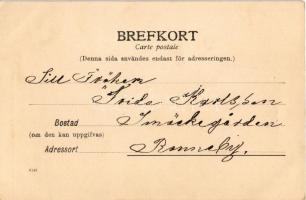 BREFKORT
Carte postale
(Denna sida användes endast för adresseringen.)
Till Fröken
Frida Karlsson
Bostad
(om den kan uppgifvas)
Adressort Ronneby.